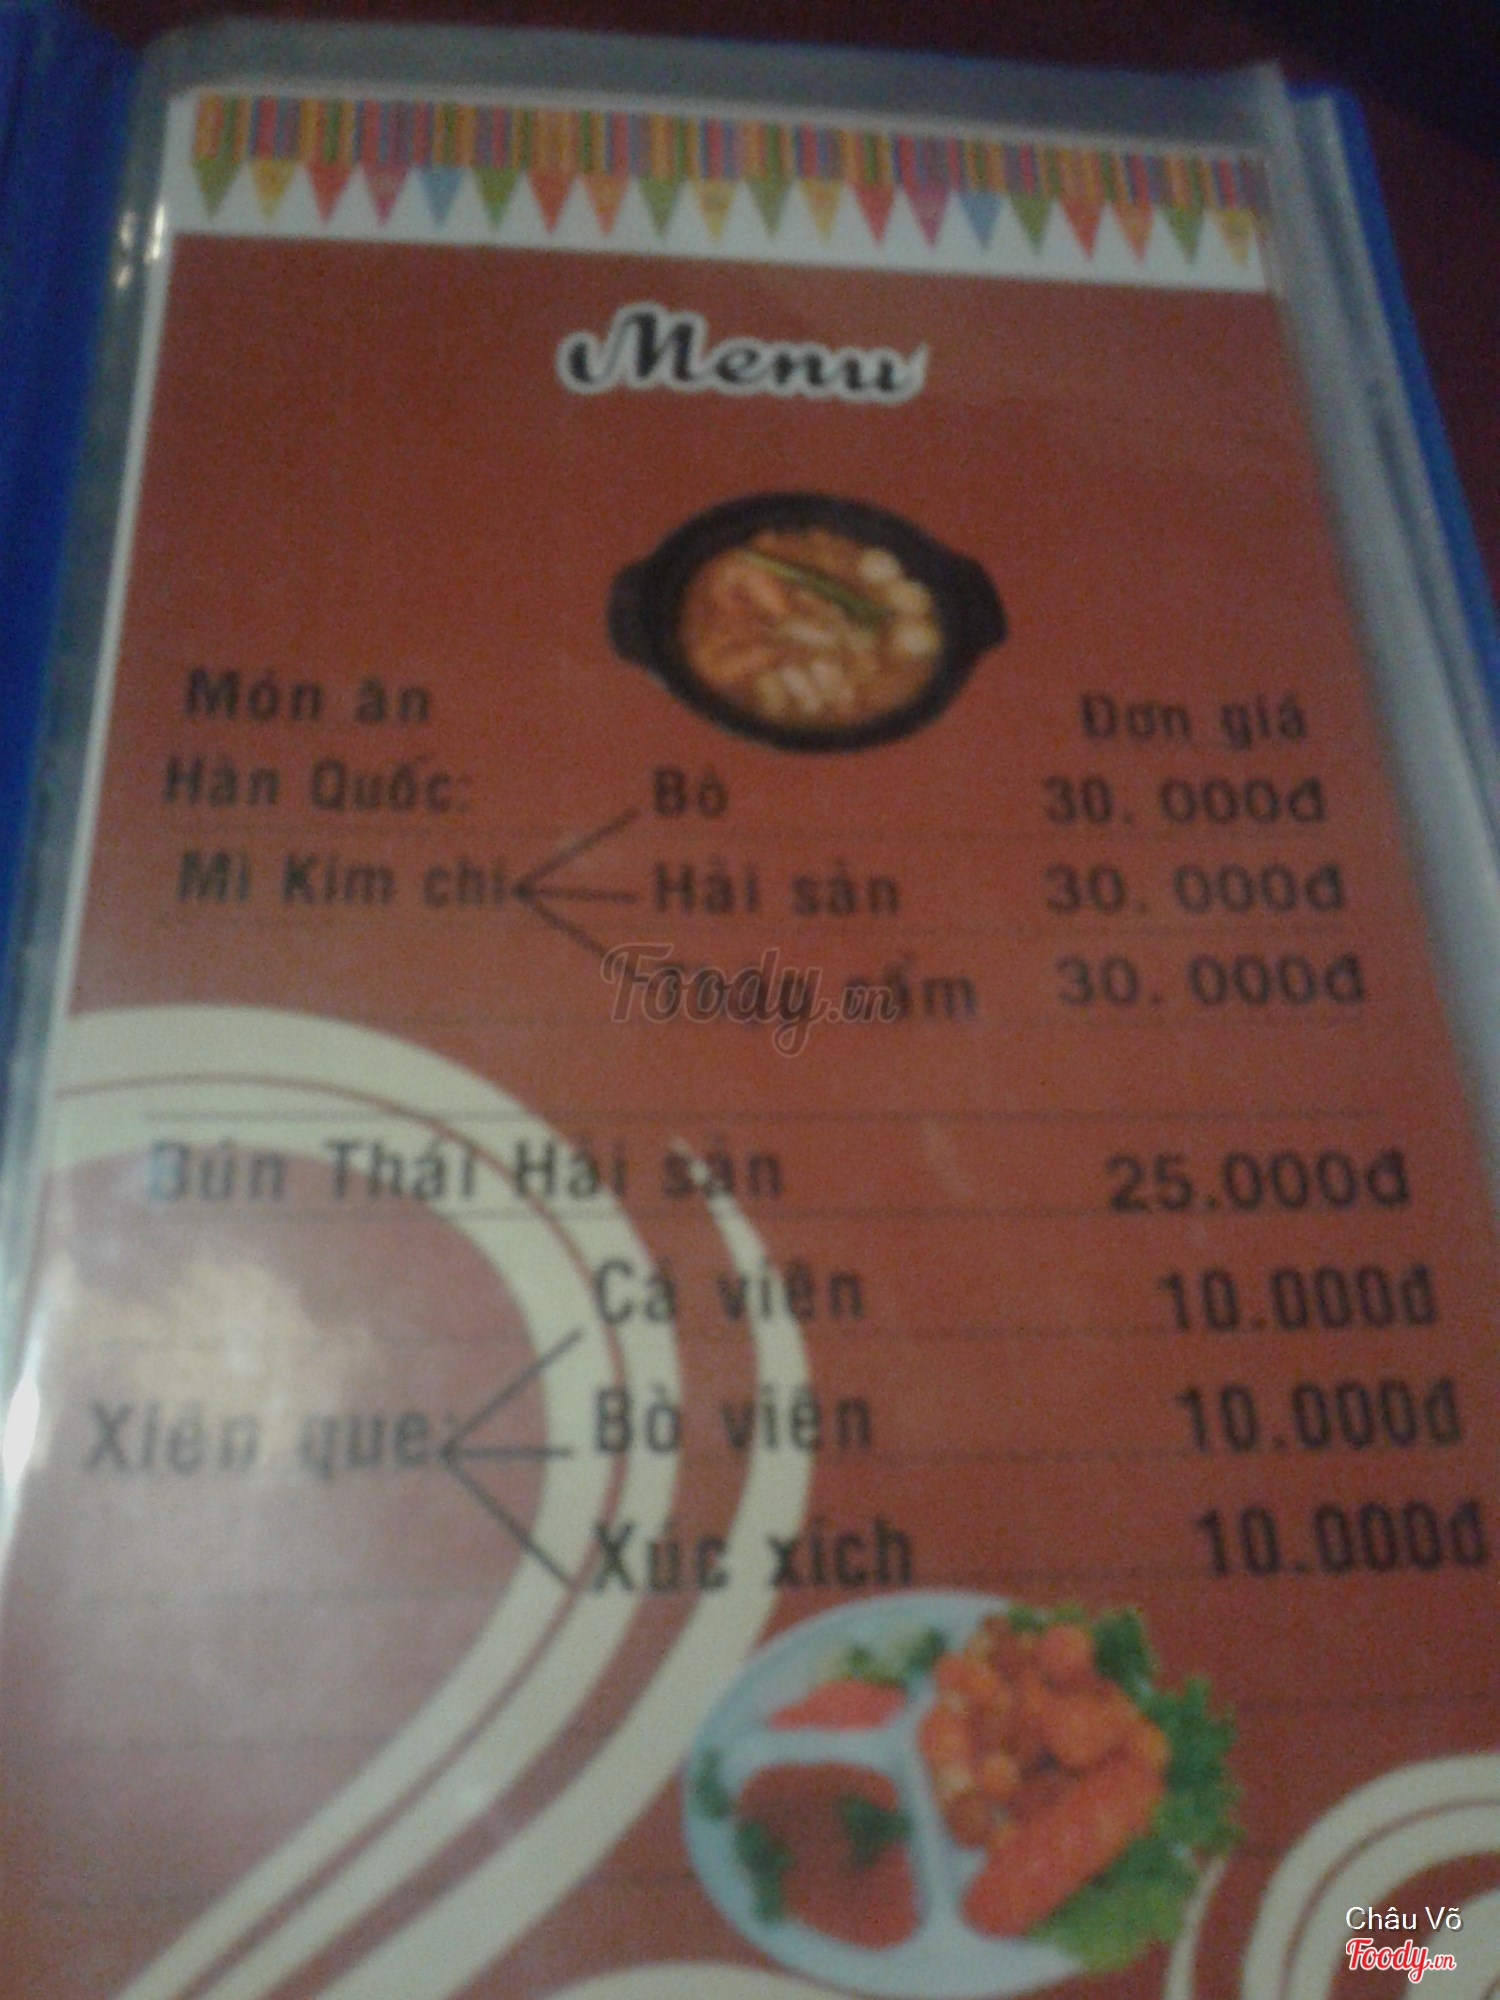 Menu
Món ăn
Đơn giá
Hàn Quốc:
Bò 30.000đ
Mì Kim chi
Hải sản 30.000đ
30.000đ
Foody.vn
Bún Thái Hải sản 25.000đ
Cá viên 10.000đ
Xiên que:
Bò viên 10.000đ
Xúc xích 10.000đ
Châu Võ
Foody.vn